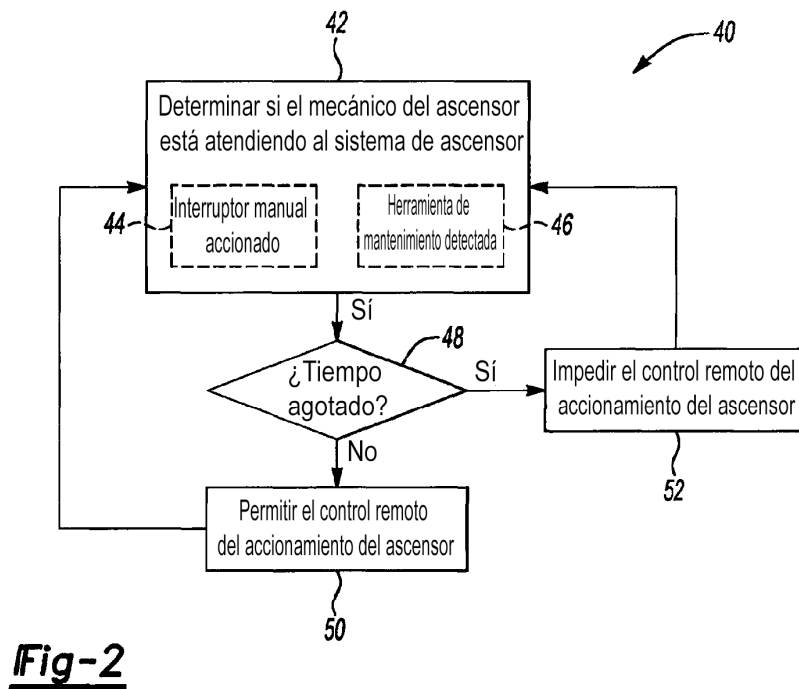 42
40
Determinar si el mecánico del ascensor
está atendiendo al sistema de ascensor
44
Interruptor manual
accionado
Herramienta de
mantenimiento detectada
46
Sí
48
¿Tiempo
agotado?
Sí
Impedir el control remoto del
accionamiento del ascensor
52
No
Permitir el control remoto
del accionamiento del ascensor
50
Fig-2